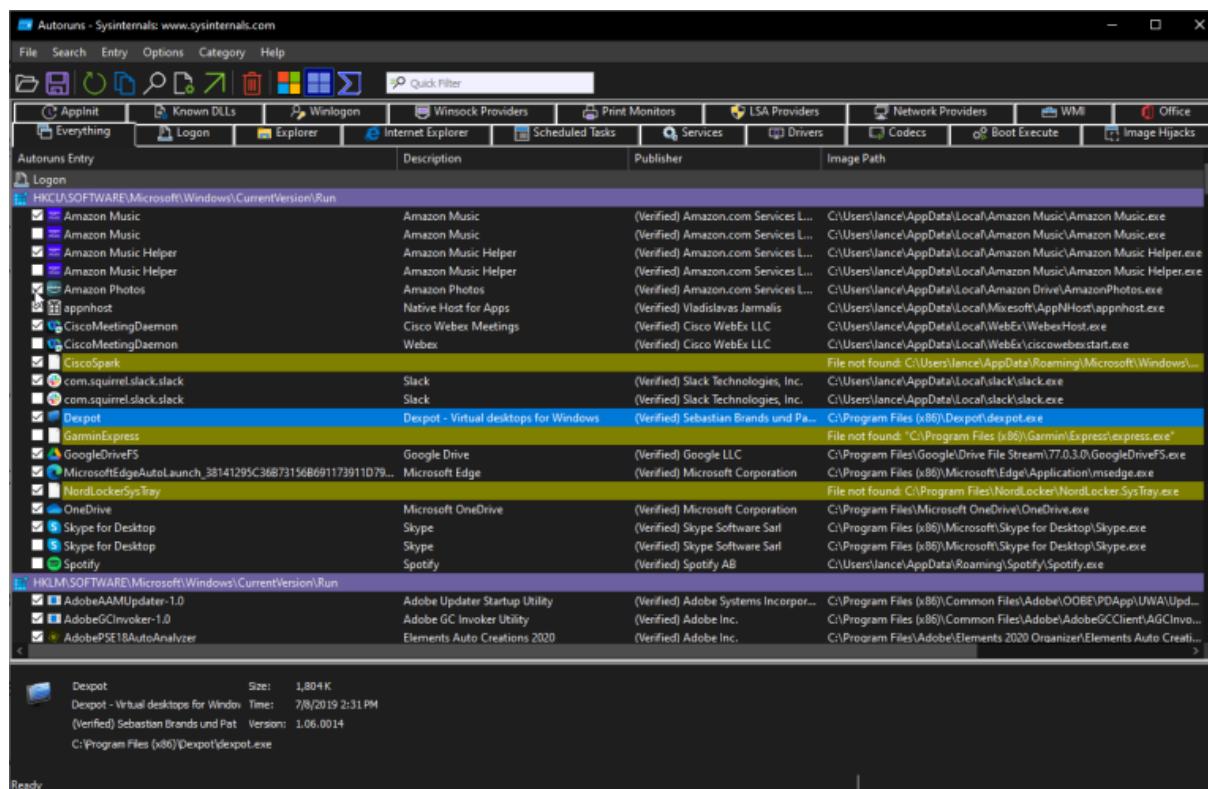 Autoruns - Sysinternals: www.sysinternals.com
File Search Entry Options Category Help
Quick Filter
AppInit Known DLLs Winlogon Winsock Providers Print Monitors LSA Providers Network Providers WMI Office
Everything Logon Explorer Internet Explorer Scheduled Tasks Services Drivers Codecs Boot Execute Image Hijacks
Autoruns Entry Description Publisher Image Path
Logon
HKCU\SOFTWARE\Microsoft\Windows\CurrentVersion\Run
Amazon Music Amazon Music (Verified) Amazon.com Services L... C:\Users\lance\AppData\Local\Amazon Music\Amazon Music.exe
Amazon Music Amazon Music (Verified) Amazon.com Services L... C:\Users\lance\AppData\Local\Amazon Music\Amazon Music.exe
Amazon Music Helper Amazon Music Helper (Verified) Amazon.com Services L... C:\Users\lance\AppData\Local\Amazon Music\Amazon Music Helper.exe
Amazon Music Helper Amazon Music Helper (Verified) Amazon.com Services L... C:\Users\lance\AppData\Local\Amazon Music\Amazon Music Helper.exe
Amazon Photos Amazon Photos (Verified) Amazon.com Services L... C:\Users\lance\AppData\Local\Amazon Drive\AmazonPhotos.exe
appnhost Native Host for Apps (Verified) Vladislavas Jarmalis C:\Users\lance\AppData\Local\Mixesoft\AppNHost\appnhost.exe
CiscoMeetingDaemon Cisco Webex Meetings (Verified) Cisco WebEx LLC C:\Users\lance\AppData\Local\WebEx\WebexHost.exe
CiscoMeetingDaemon Webex (Verified) Cisco WebEx LLC C:\Users\lance\AppData\Local\WebEx\ciscowebexstart.exe
CiscoSpark File not found: C:\Users\lance\AppData\Roaming\Microsoft\Windows\...
com.squirrel.slack.slack Slack (Verified) Slack Technologies, Inc. C:\Users\lance\AppData\Local\slack\slack.exe
com.squirrel.slack.slack Slack (Verified) Slack Technologies, Inc. C:\Users\lance\AppData\Local\slack\slack.exe
Dexpot Dexpot - Virtual desktops for Windows (Verified) Sebastian Brands und Pa... C:\Program Files (x86)\Dexpot\dexpot.exe
GarminExpress File not found: "C:\Program Files (x86)\Garmin\Express\express.exe"
GoogleDriveFS Google Drive (Verified) Google LLC C:\Program Files\Google\Drive File Stream\77.0.3.0\GoogleDriveFS.exe
MicrosoftEdgeAutoLaunch_38141295C36B73156B691173911D79... Microsoft Edge (Verified) Microsoft Corporation C:\Program Files (x86)\Microsoft\Edge\Application\msedge.exe
NordLockerSysTray File not found: C:\Program Files\NordLocker\NordLocker.SysTray.exe
OneDrive Microsoft OneDrive (Verified) Microsoft Corporation C:\Program Files\Microsoft OneDrive\OneDrive.exe
Skype for Desktop Skype (Verified) Skype Software Sarl C:\Program Files (x86)\Microsoft\Skype for Desktop\Skype.exe
Skype for Desktop Skype (Verified) Skype Software Sarl C:\Program Files (x86)\Microsoft\Skype for Desktop\Skype.exe
Spotify Spotify (Verified) Spotify AB C:\Users\lance\AppData\Roaming\Spotify\Spotify.exe
HKLM\SOFTWARE\Microsoft\Windows\CurrentVersion\Run
AdobeAAMUpdater-1.0 Adobe Updater Startup Utility (Verified) Adobe Systems Incorpor... C:\Program Files (x86)\Common Files\Adobe\OOBE\PDApp\UWA\Upd...
AdobeGCInvoker-1.0 Adobe GC Invoker Utility (Verified) Adobe Inc. C:\Program Files (x86)\Common Files\Adobe\AdobeGCClient\AGCInvo...
AdobePSE18AutoAnalyzer Elements Auto Creations 2020 (Verified) Adobe Inc. C:\Program Files\Adobe\Elements 2020 Organizer\Elements Auto Creati...
Dexpot Size: 1,804 K
Dexpot - Virtual desktops for Window Time: 7/8/2019 2:31 PM
(Verified) Sebastian Brands und Pat Version: 1.06.0014
C:\Program Files (x86)\Dexpot\dexpot.exe
Ready